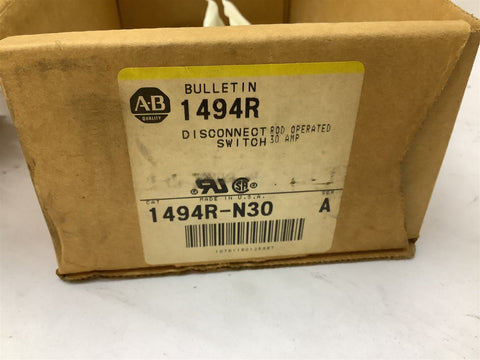 BULLETIN
A-B
QUALITY
1494R
DISCONNECT ROD OPERATED
SWITCH 30 AMP
MADE IN U.S.A.
CAT
SER
1494R-N30 A